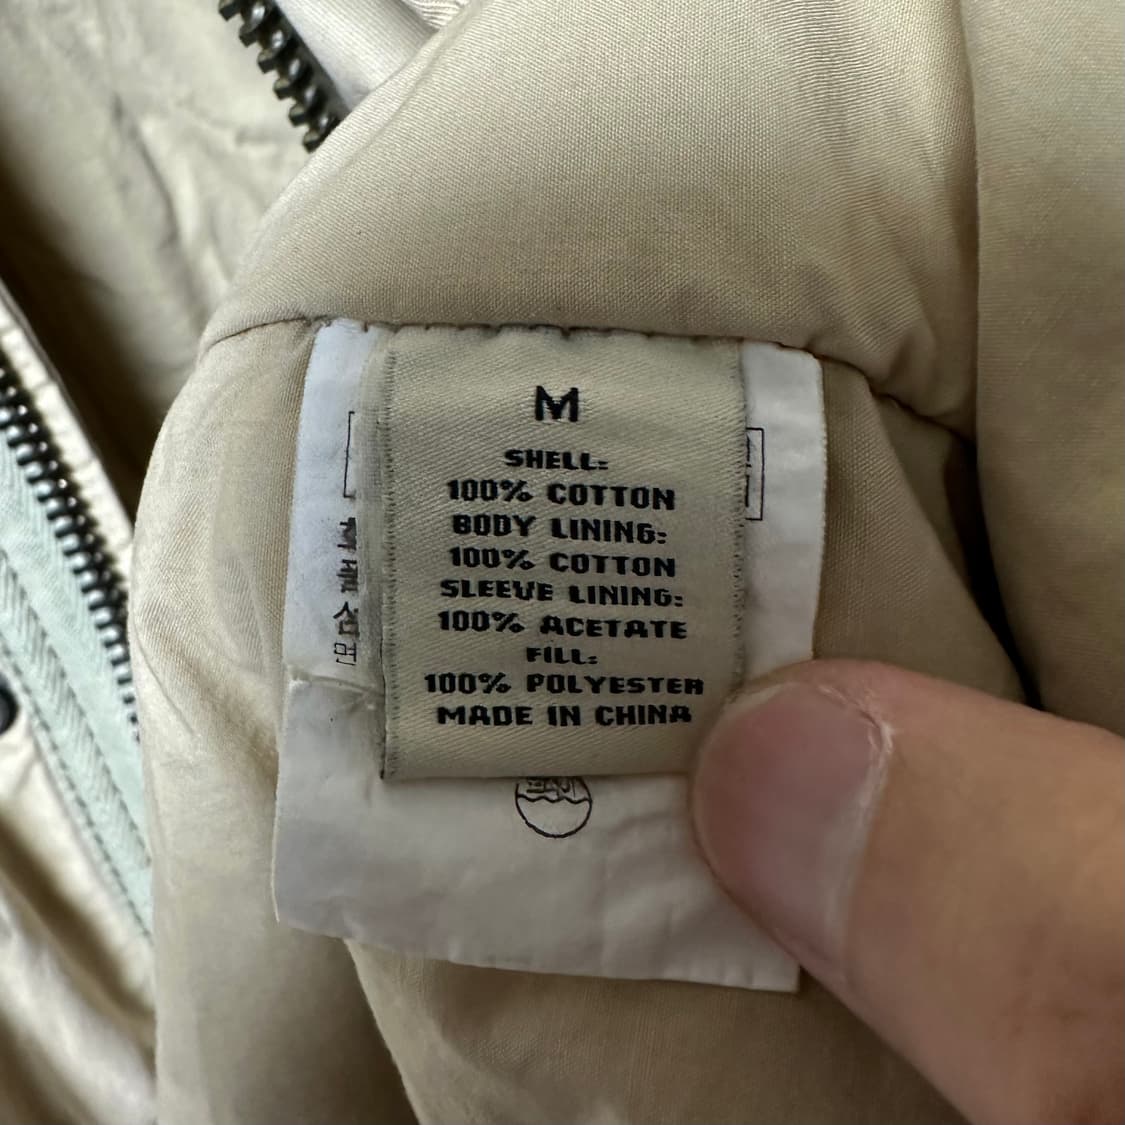 M
SHELL:
100% COTTON
BODY LINING:
100% COTTON
SLEEVE LINING:
100% ACETATE
FILL:
100% POLYESTER
MADE IN CHINA